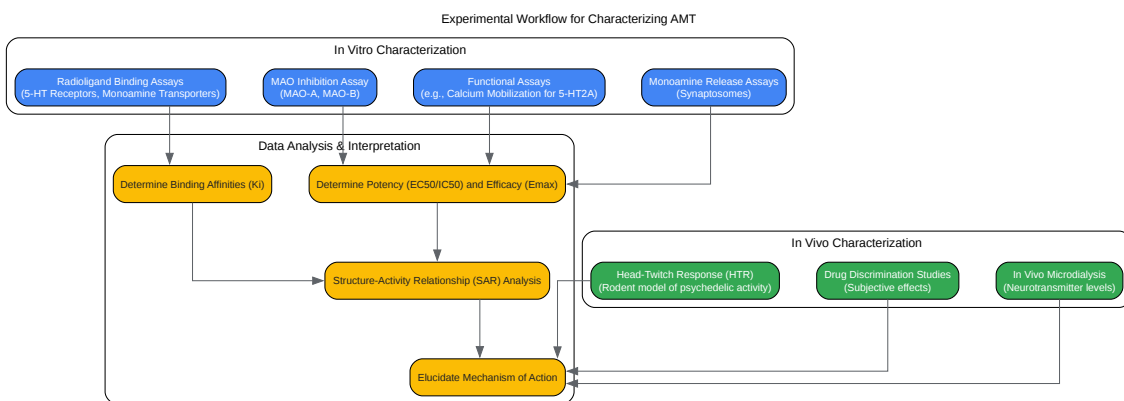 Experimental Workflow for Characterizing AMT
In Vitro Characterization
Radioligand Binding Assays
(5-HT Receptors, Monoamine Transporters)
MAO Inhibition Assay
(MAO-A, MAO-B)
Functional Assays
(e.g., Calcium Mobilization for 5-HT2A)
Monoamine Release Assays
(Synaptosomes)
Data Analysis & Interpretation
Determine Binding Affinities (Ki)
Determine Potency (EC50/IC50) and Efficacy (Emax)
In Vivo Characterization
Structure-Activity Relationship (SAR) Analysis
Head-Twitch Response (HTR)
(Rodent model of psychedelic activity)
Drug Discrimination Studies
(Subjective effects)
In Vivo Microdialysis
(Neurotransmitter levels)
Elucidate Mechanism of Action